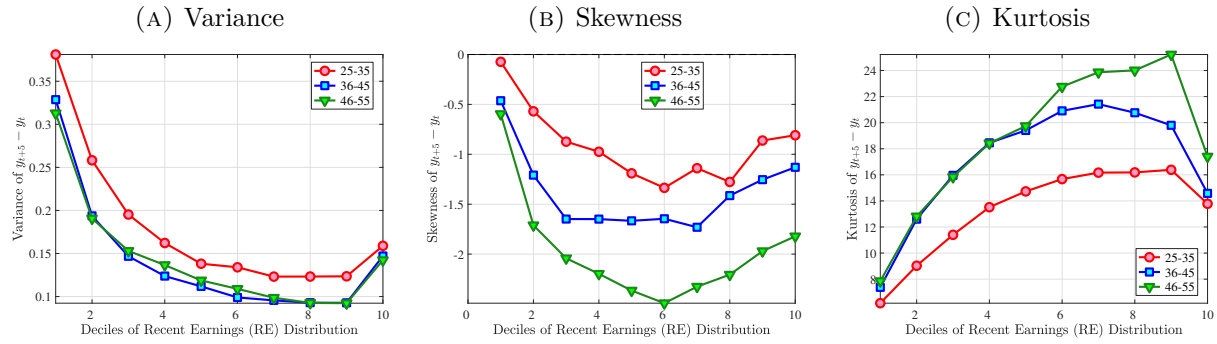 (A) Variance
Variance of y_{t+5} − y_t
0.35
0.3
0.25
0.2
0.15
0.1
2 4 6 8 10
25-35
36-45
46-55
Deciles of Recent Earnings (RE) Distribution
(B) Skewness
Skewness of y_{t+5} − y_t
0
-0.5
-1
-1.5
-2
0 2 4 6 8 10
25-35
36-45
46-55
Deciles of Recent Earnings (RE) Distribution
(C) Kurtosis
Kurtosis of y_{t+5} − y_t
24
22
20
18
16
14
12
10
8
2 4 6 8 10
25-35
36-45
46-55
Deciles of Recent Earnings (RE) Distribution